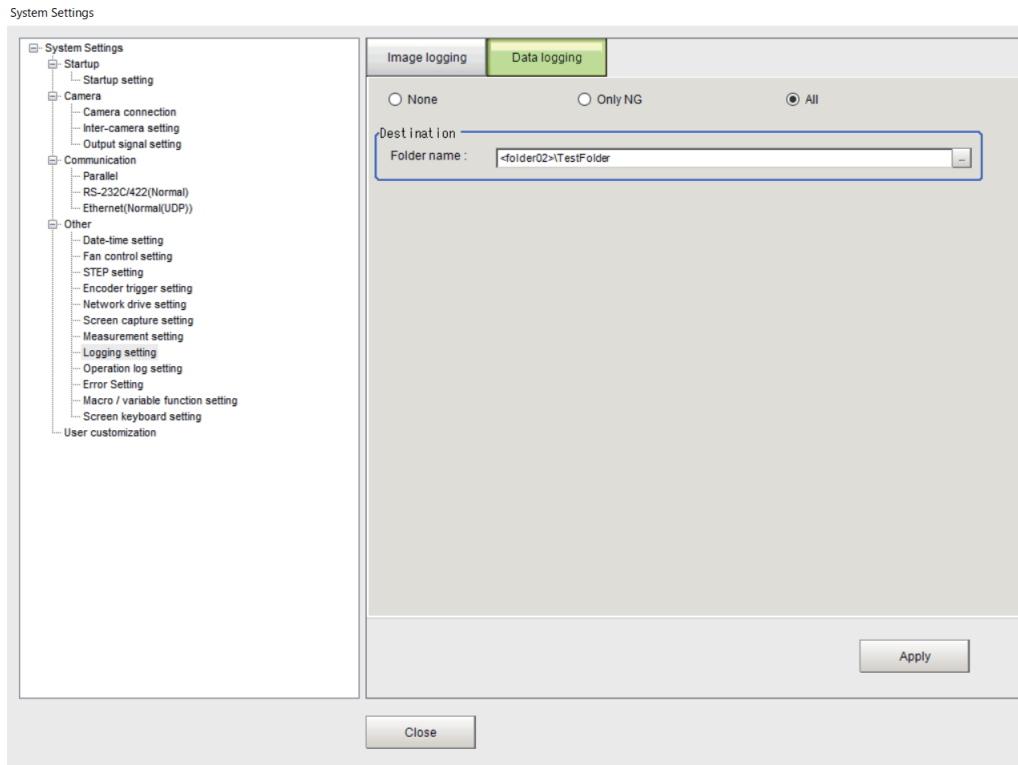 System Settings
System Settings
Startup
Startup setting
Camera
Camera connection
Inter-camera setting
Output signal setting
Communication
Parallel
RS-232C/422(Normal)
Ethernet(Normal(UDP))
Other
Date-time setting
Fan control setting
STEP setting
Encoder trigger setting
Network drive setting
Screen capture setting
Measurement setting
Logging setting
Operation log setting
Error Setting
Macro / variable function setting
Screen keyboard setting
User customization
Image logging Data logging
None Only NG All
Destination
Folder name : <folder02>\TestFolder ...
Apply
Close